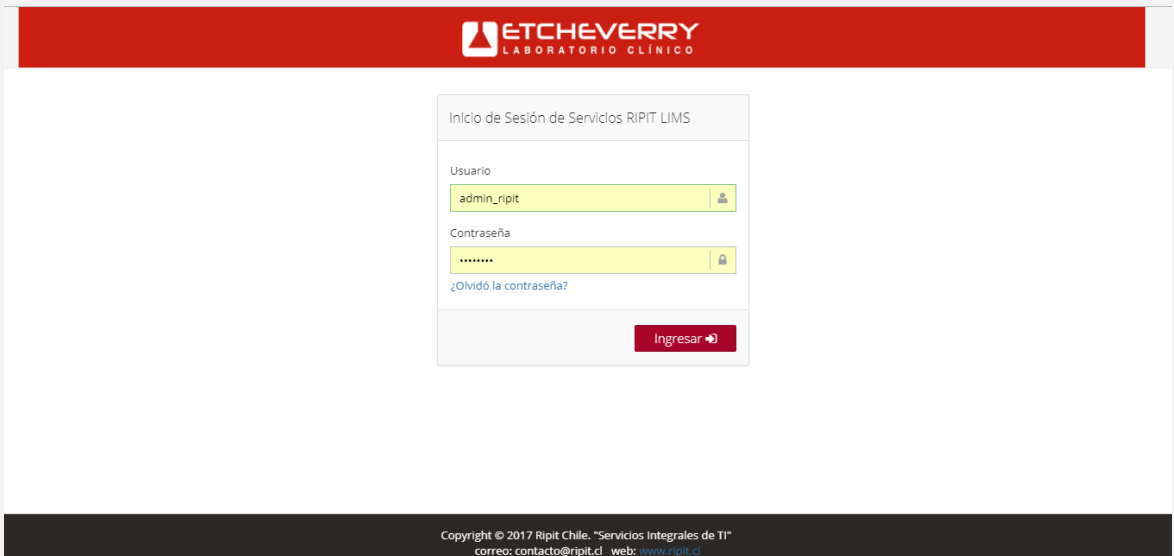 ETCHEVERRY
LABORATORIO CLÍNICO
Inicio de Sesión de Servicios RIPIT LIMS
Usuario
admin_ripit
Contraseña
••••••••
¿Olvidó la contraseña?
Ingresar
Copyright © 2017 Ripit Chile. "Servicios Integrales de TI"
correo: contacto@ripit.cl web: www.ripit.cl